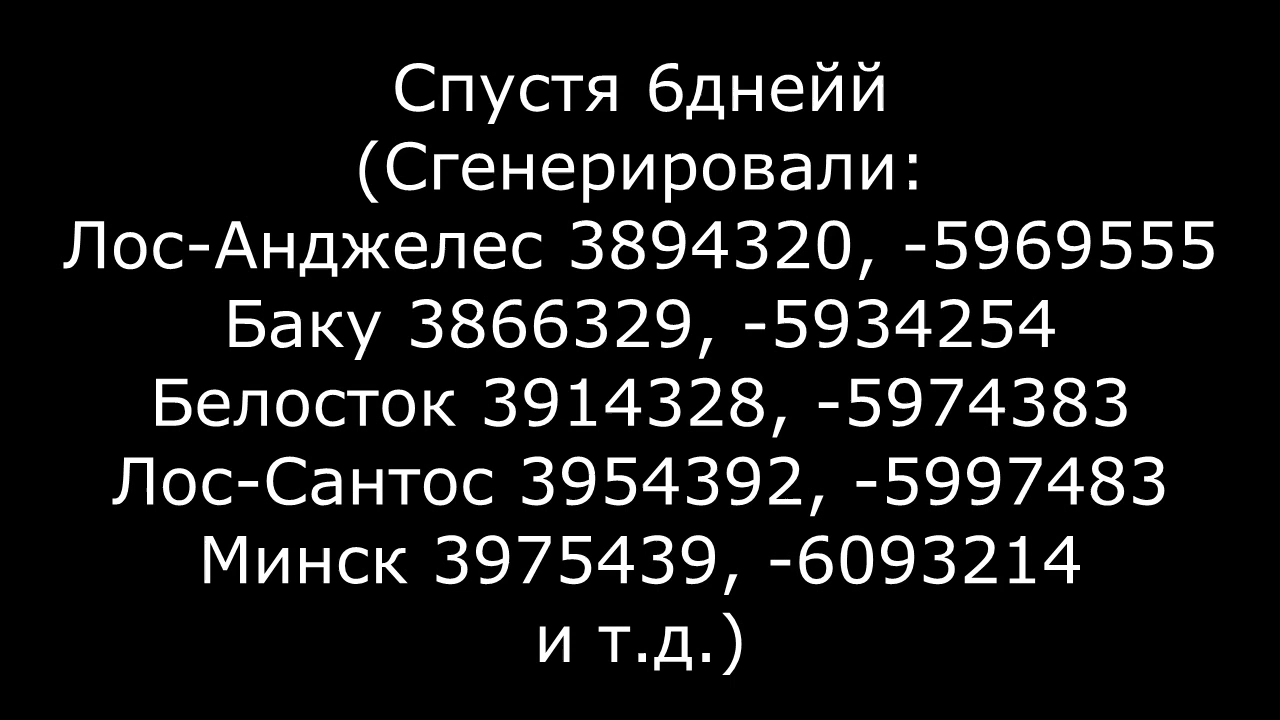 Спустя 6днейй
(Сгенерировали:
Лос-Анджелес 3894320, -5969555
Баку 3866329, -5934254
Белосток 3914328, -5974383
Лос-Сантос 3954392, -5997483
Минск 3975439, -6093214
и т.д.)